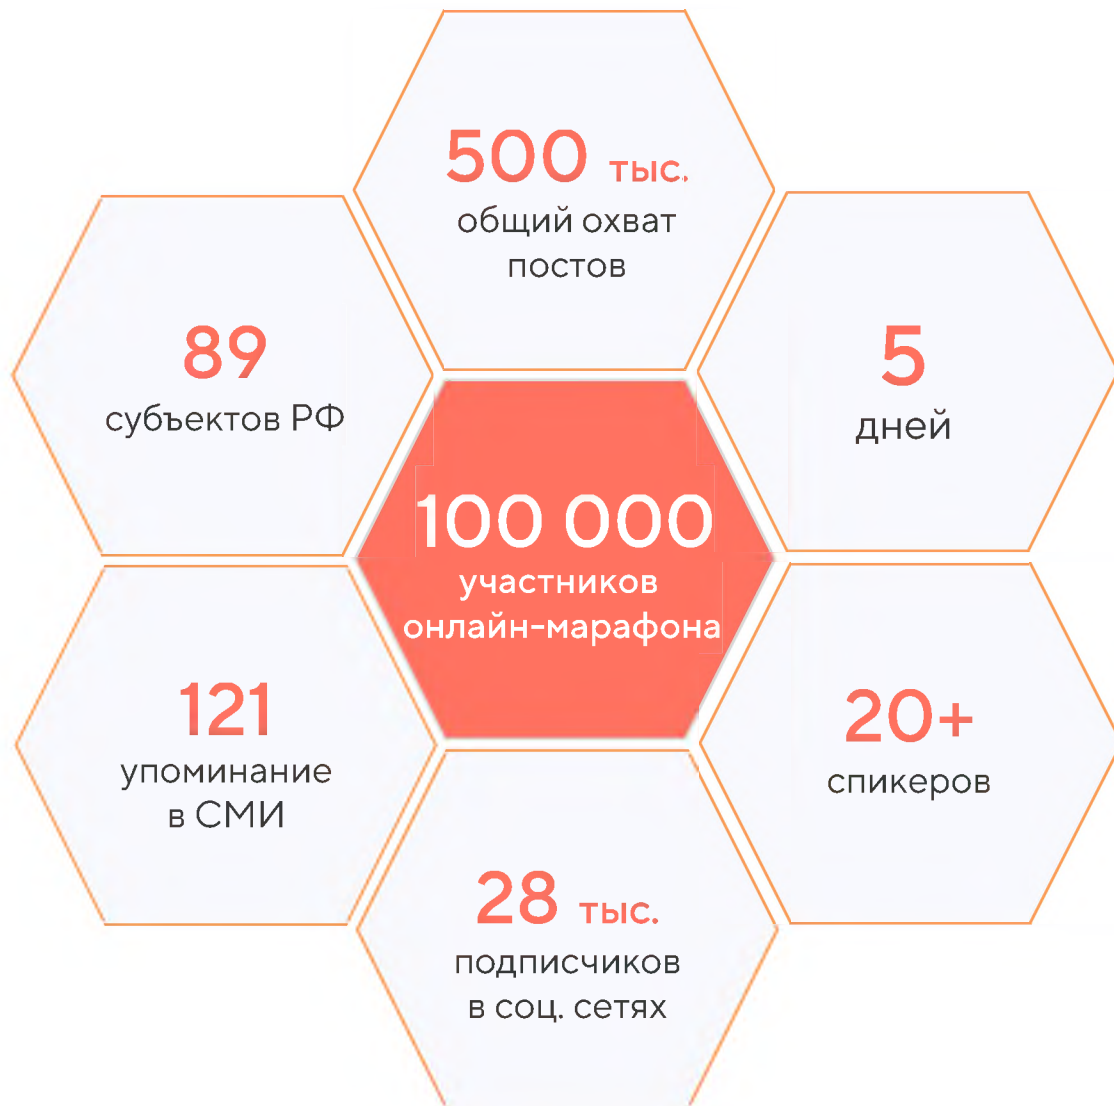 500 тыс.
общий охват
постов
89
субъектов РФ
5
дней
100 000
участников
онлайн-марафона
121
упоминание
в СМИ
20+
спикеров
28 тыс.
подписчиков
в соц. сетях